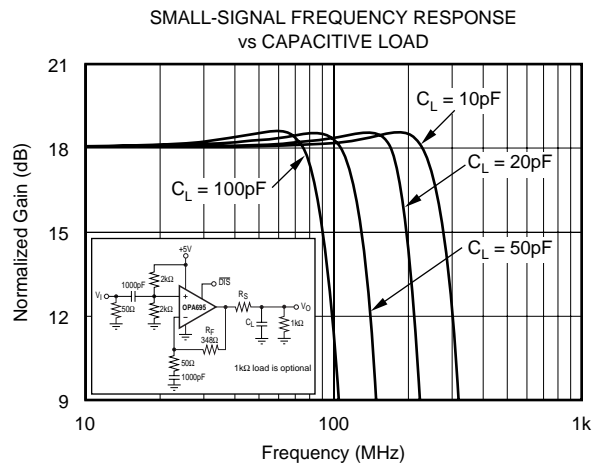 SMALL-SIGNAL FREQUENCY RESPONSE
vs CAPACITIVE LOAD
Normalized Gain (dB)
21
18
15
12
9
C_L = 10pF
C_L = 20pF
C_L = 100pF
C_L = 50pF
+5V
2kΩ
DIS
1000pF
V_I
50Ω
2kΩ
+
OPA695
–
R_S
V_O
C_L
1kΩ
R_F
348Ω
50Ω
1000pF
1kΩ load is optional
10
100
1k
Frequency (MHz)